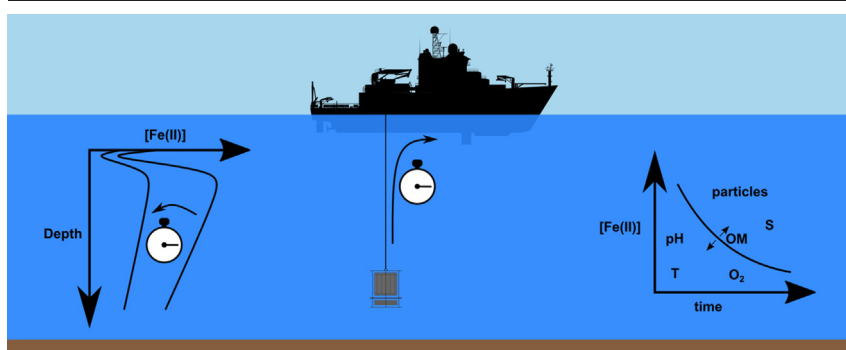 [Fe(II)]
Depth
[Fe(II)]
particles
S
pH
OM
T
O₂
time